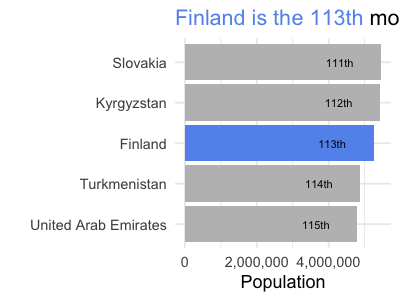 Finland is the 113th mo
Slovakia 111th
Kyrgyzstan 112th
Finland 113th
Turkmenistan 114th
United Arab Emirates 115th
0 2,000,000 4,000,000
Population